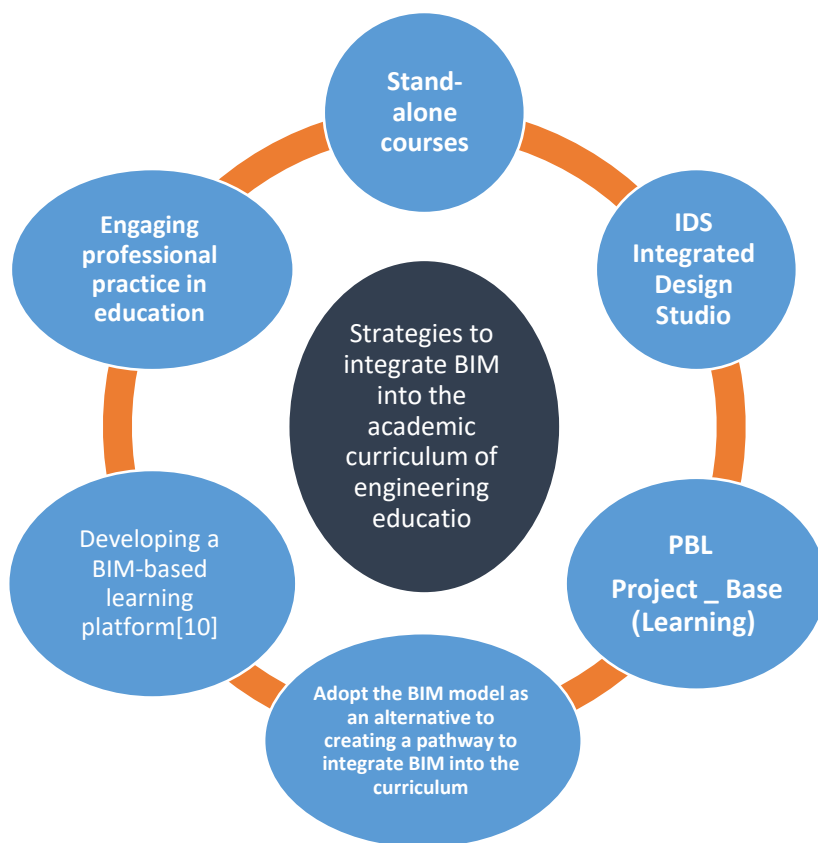 Stand-
alone
courses
IDS
Integrated
Design
Studio
PBL
Project _ Base
(Learning)
Adopt the BIM model as
an alternative to
creating a pathway to
integrate BIM into the
curriculum
Developing a
BIM-based
learning
platform[10]
Engaging
professional
practice in
education
Strategies to
integrate BIM
into the
academic
curriculum of
engineering
educatio